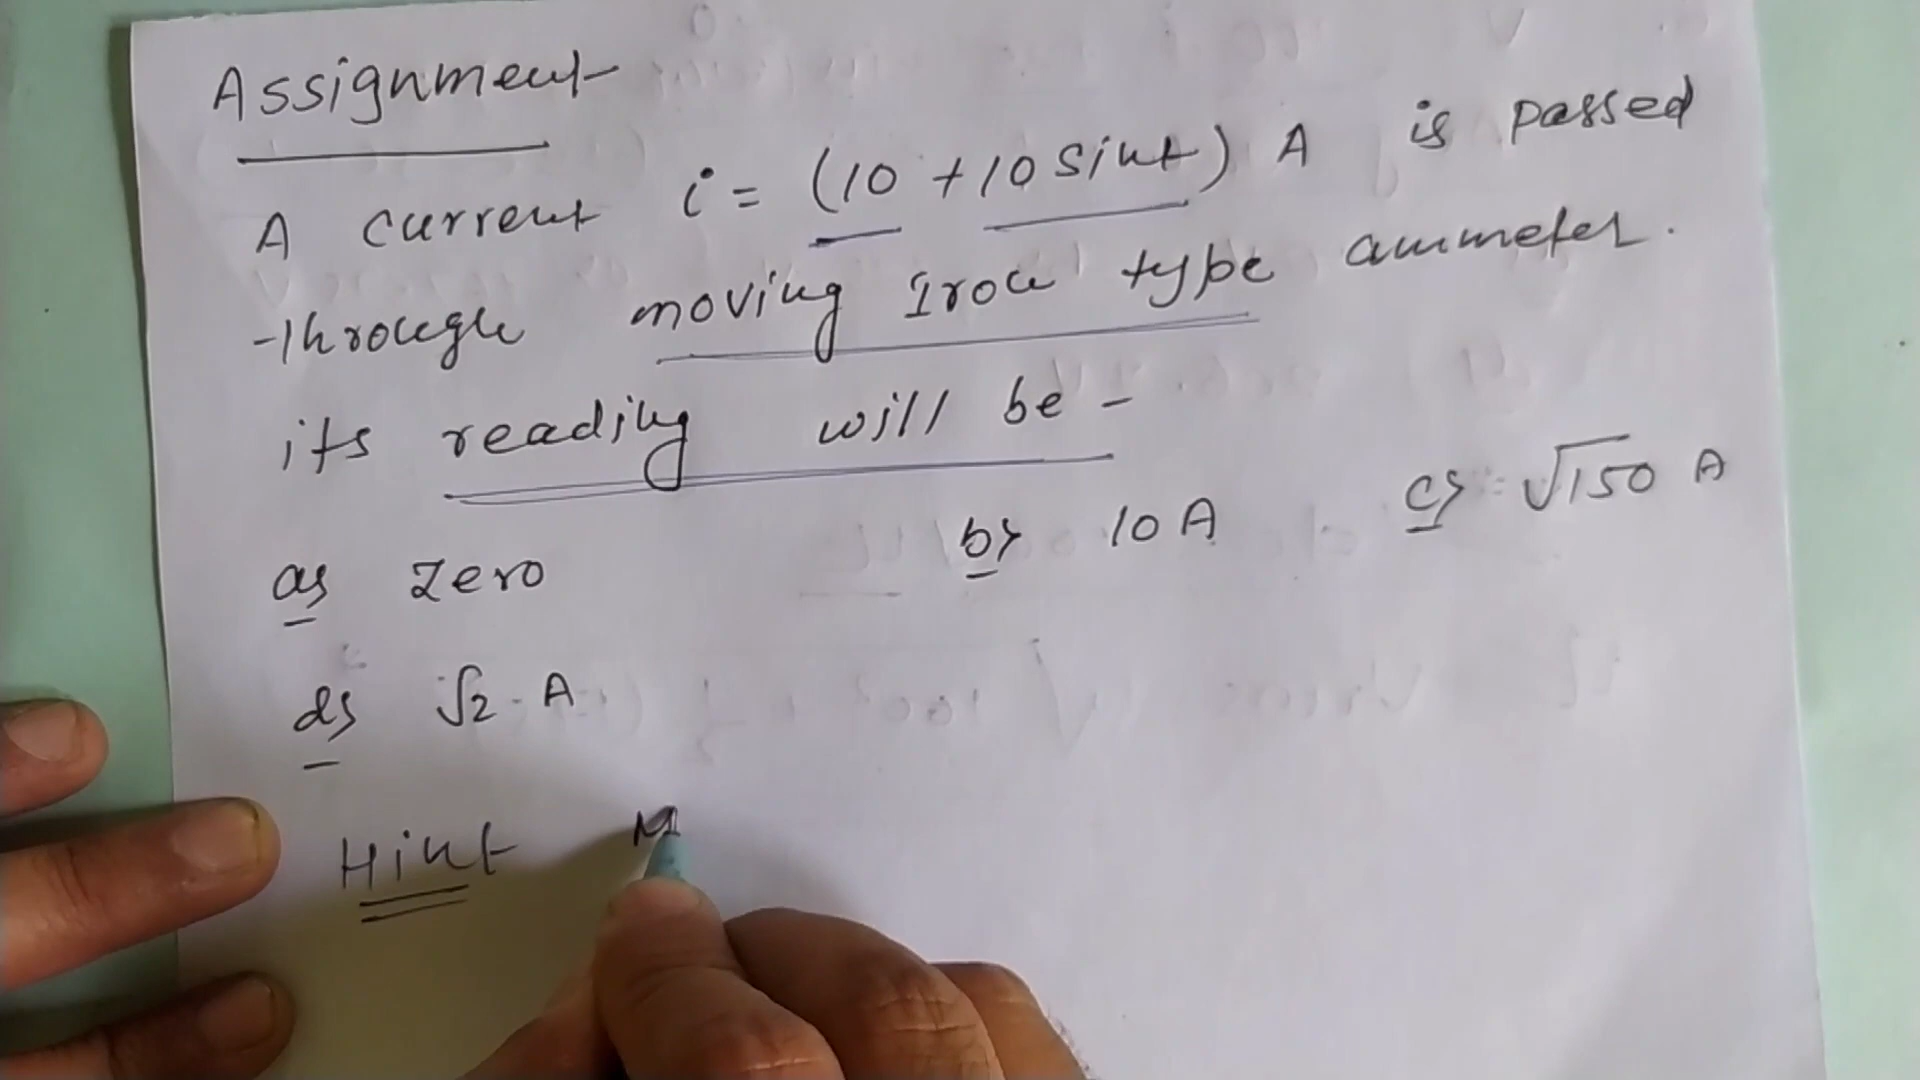 Assignment
A current i = (10 + 10 sint) A is passed
through moving Iron type ammeter.
its reading will be -
a> zero b> 10 A c> √150 A
d> √2 A
Hint M